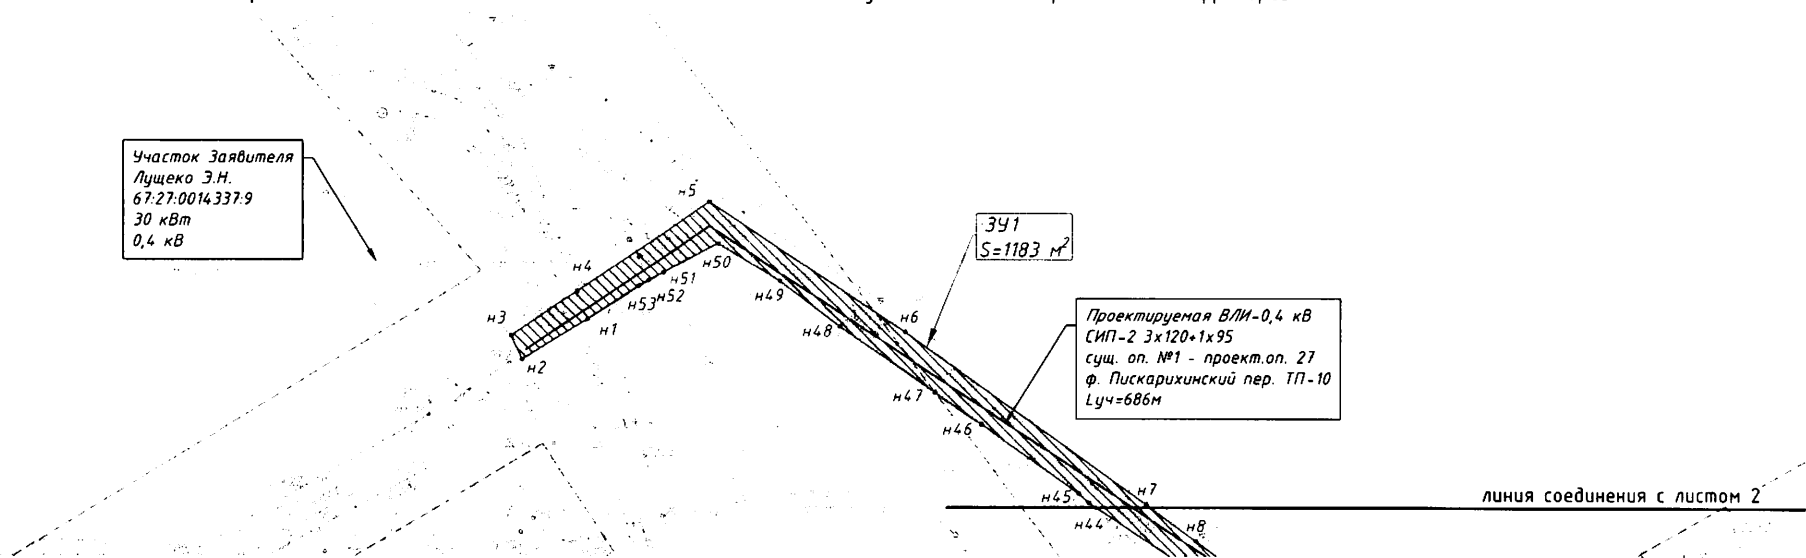 Участок Заявителя
Лущеко Э.Н.
67:27:0014337:9
30 кВт
0,4 кВ
н5
ЗУ1
S=1183 м²
н4
н50
н51
н52
н53
н49
н3
н1
н48
н6
н2
Проектируемая ВЛИ-0,4 кВ
СИП-2 3х120+1х95
сущ. оп. №1 - проект.оп. 27
ф. Пискарихинский пер. ТП-10
Lуч=686м
н47
н46
н45
н7
линия соединения с листом 2
н44
н8